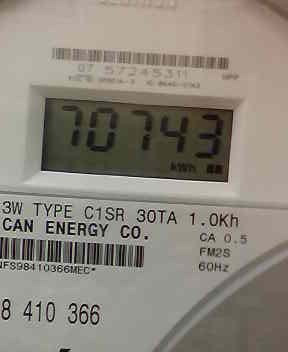 07 57245311
70743
kWh
3W TYPE C1SR 30TA 1.0Kh
CAN ENERGY CO.
CA 0.5
FM2S
NFS98410366MEC*
60Hz
8 410 366